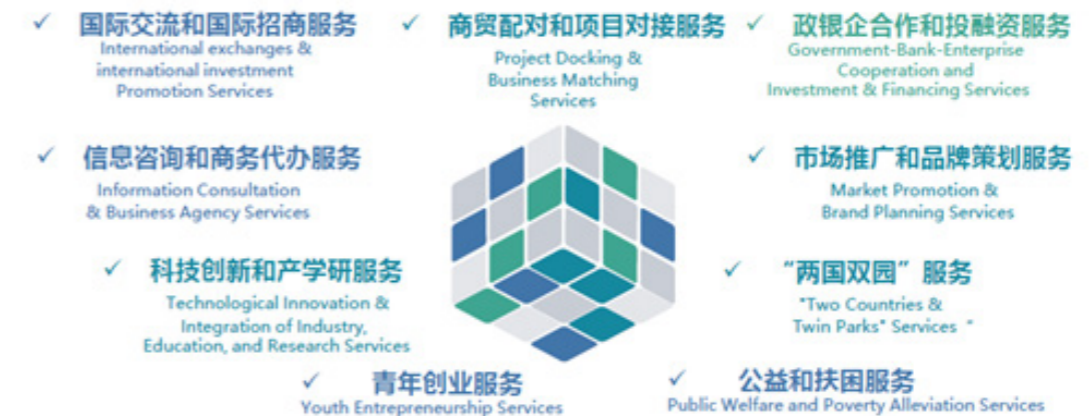 ✓ 国际交流和国际招商服务
International exchanges &
international investment
Promotion Services
✓ 商贸配对和项目对接服务
Project Docking &
Business Matching
Services
✓ 政银企合作和投融资服务
Government-Bank-Enterprise
Cooperation and
Investment & Financing Services
✓ 信息咨询和商务代办服务
Information Consultation
& Business Agency Services
✓ 市场推广和品牌策划服务
Market Promotion &
Brand Planning Services
✓ 科技创新和产学研服务
Technological Innovation &
Integration of Industry,
Education, and Research Services
✓ “两国双园”服务
"Two Countries &
Twin Parks" Services "
✓ 青年创业服务
Youth Entrepreneurship Services
✓ 公益和扶困服务
Public Welfare and Poverty Alleviation Services